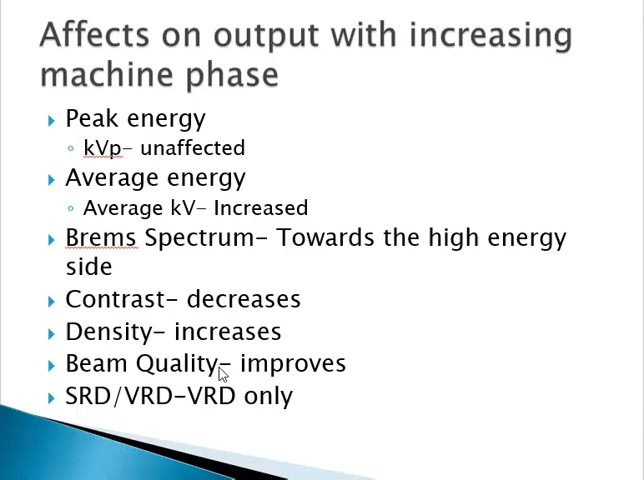 Affects on output with increasing
machine phase
Peak energy
kVp- unaffected
Average energy
Average kV- Increased
Brems Spectrum- Towards the high energy
side
Contrast- decreases
Density- increases
Beam Quality- improves
SRD/VRD-VRD only